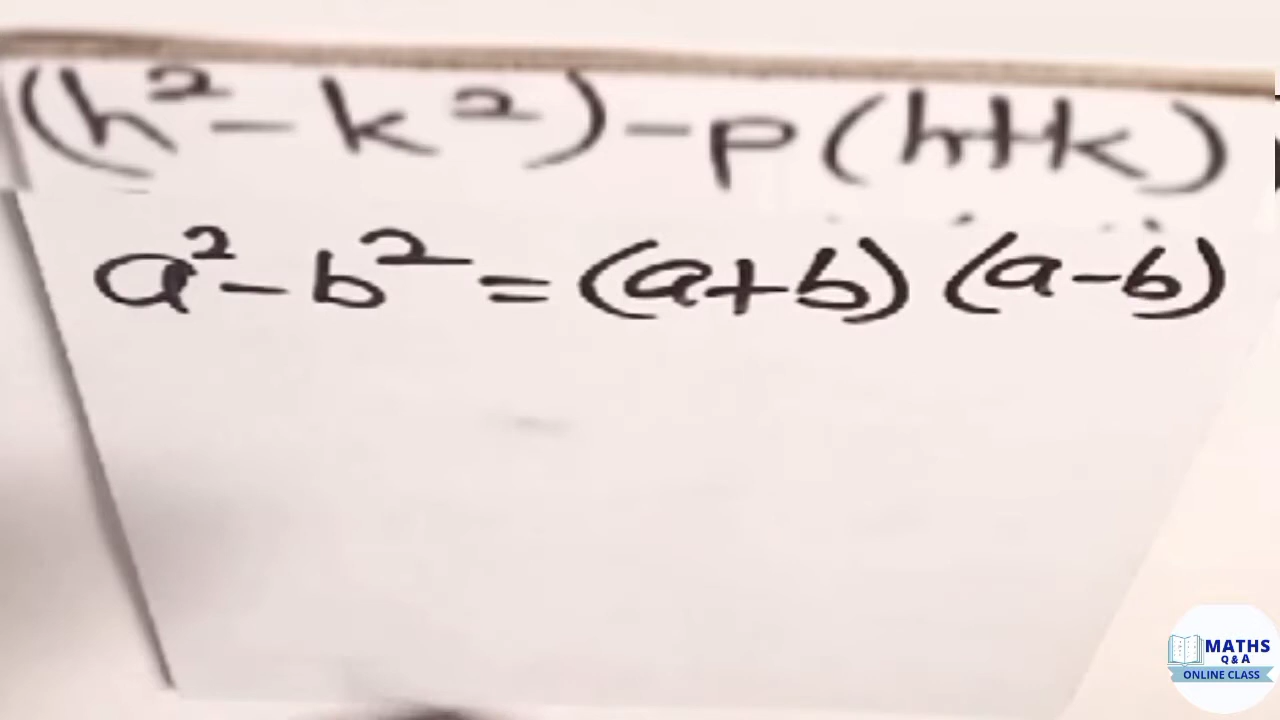 (h² - k²) - p(h+k)
a² - b² = (a+b) (a-b)
MATHS
Q & A
ONLINE CLASS